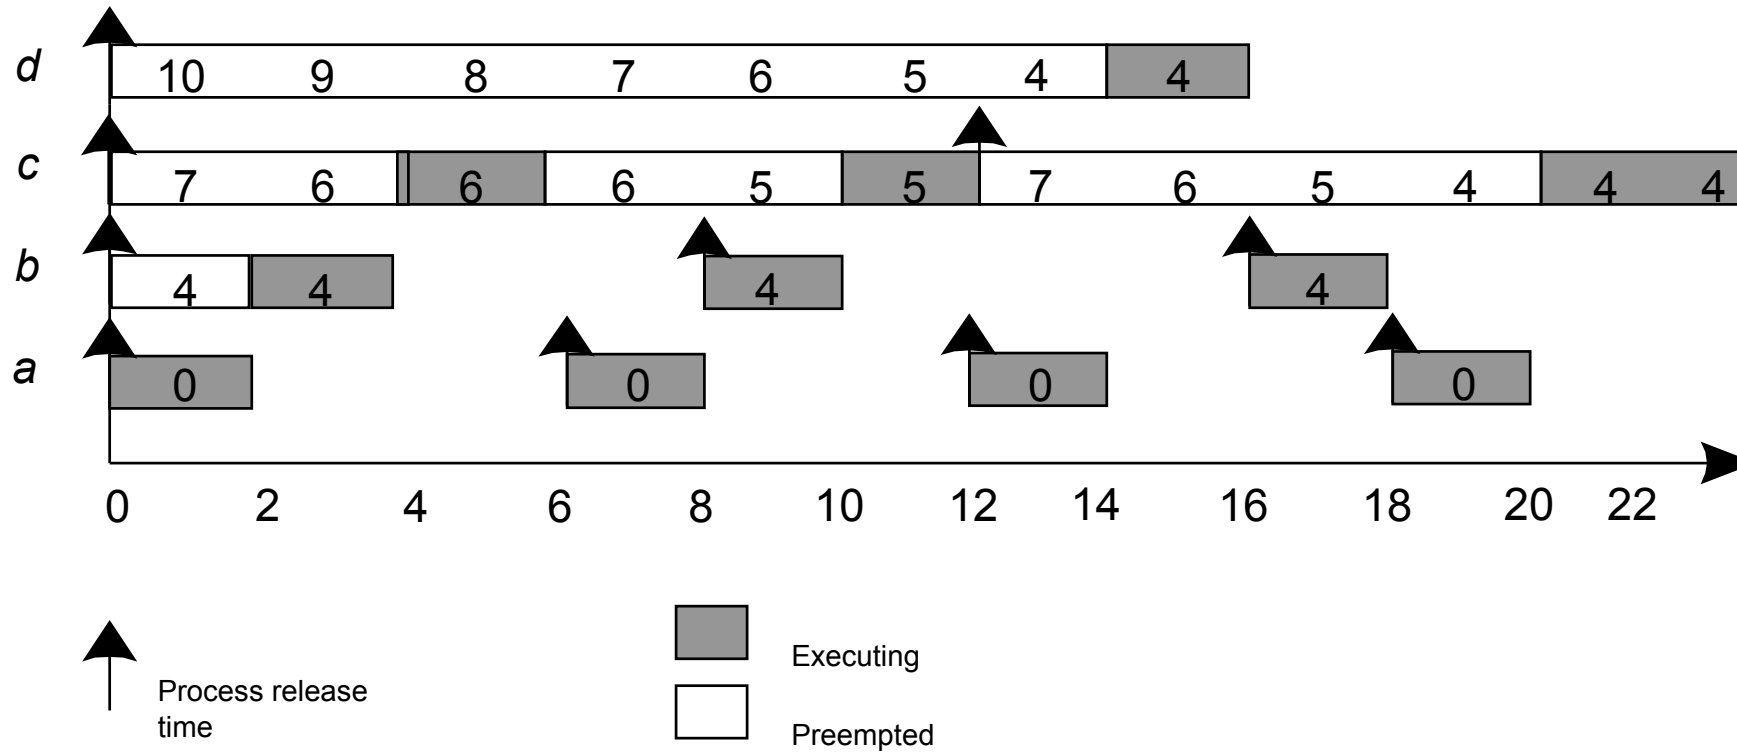 d 10 9 8 7 6 5 4 4
c 7 6 6 6 5 5 7 6 5 4 4 4
b 4 4 4 4
a 0 0 0 0
0 2 4 6 8 10 12 14 16 18 20 22
Process release
time
Executing
Preempted